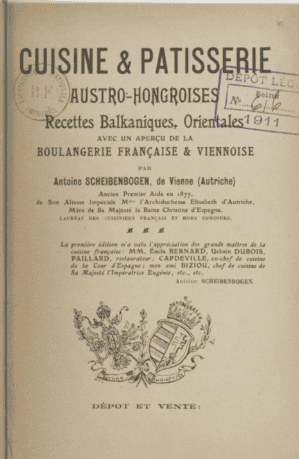 CUISINE & PATISSERIE
AUSTRO-HONGROISES
DÉPOT LÉG
Seine
No 616
1911
Recettes Balkaniques, Orientales
AVEC UN APERÇU DE LA
BOULANGERIE FRANÇAISE & VIENNOISE
PAR
Antoine SCHEIBENBOGEN, de Vienne (Autriche)
Ancien Premier Aide en 1877,
de Son Altesse Impériale Mme l'Archiduchesse Elisabeth d'Autriche,
Mère de Sa Majesté la Reine Christine d'Espagne,
LAURÉAT DES CUISINIERS FRANÇAIS ET HORS CONCOURS.
La première édition m'a valu l'appréciation des grands maîtres de la
cuisine française: MM. Émile BERNARD, Urbain DUBOIS,
PAILLARD, restaurateur; CAPDEVILLE, ex-chef de cuisine
de la Cour d'Espagne; mon ami BIZIOU, chef de cuisine de
Sa Majesté l'Impératrice Eugénie, etc., etc.
Antoine SCHEIBENBOGEN
DÉPOT ET VENTE: